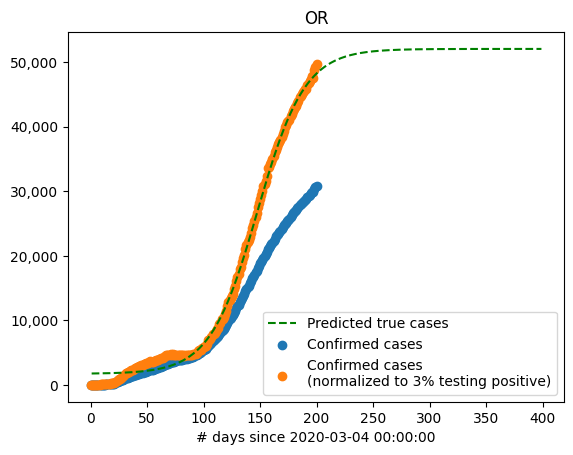 OR
50,000
40,000
30,000
20,000
10,000
0
Predicted true cases
Confirmed cases
Confirmed cases
(normalized to 3% testing positive)
0 50 100 150 200 250 300 350 400
# days since 2020-03-04 00:00:00